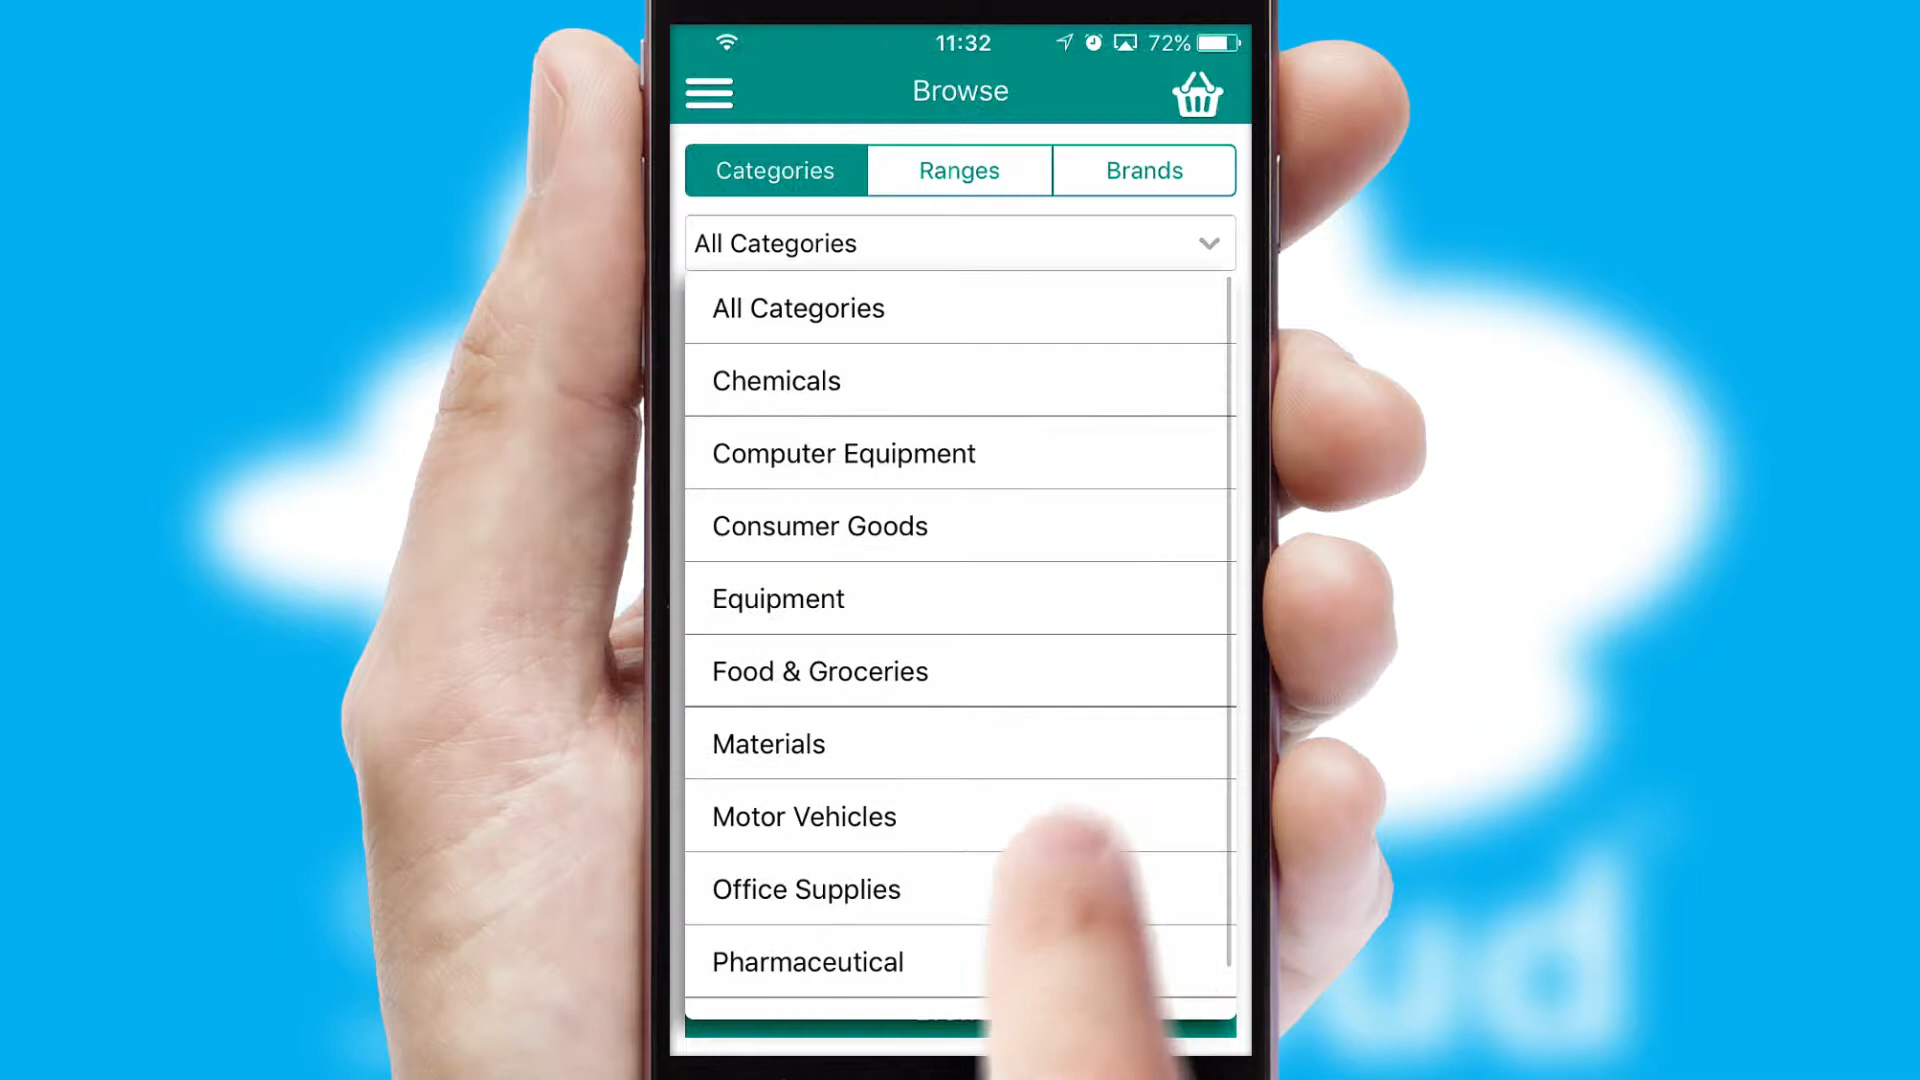 11:32
72%
Browse
Categories
Ranges
Brands
All Categories
All Categories
Chemicals
Computer Equipment
Consumer Goods
Equipment
Food & Groceries
Materials
Motor Vehicles
Office Supplies
Pharmaceutical
ud